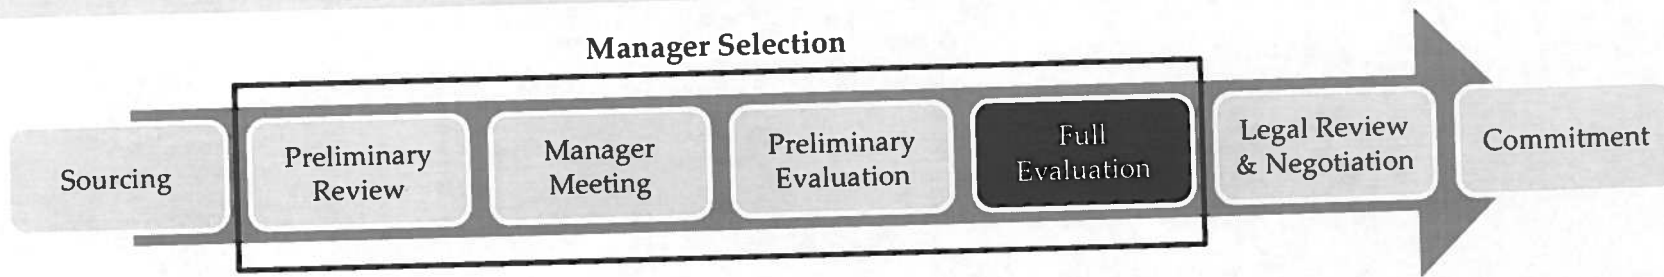 Manager Selection
Sourcing
Preliminary
Review
Manager
Meeting
Preliminary
Evaluation
Full
Evaluation
Legal Review
& Negotiation
Commitment